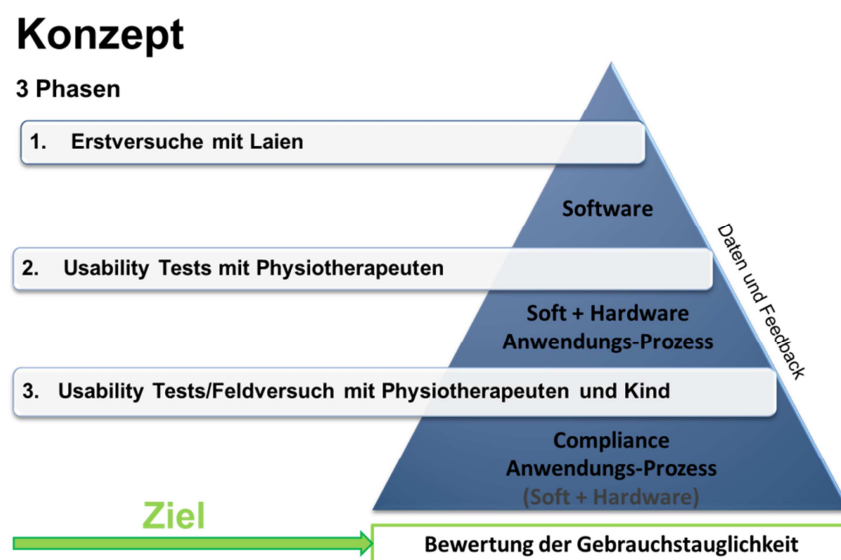 Konzept
3 Phasen
1. Erstversuche mit Laien
Software
2. Usability Tests mit Physiotherapeuten
Daten und Feedback
Soft + Hardware
Anwendungs-Prozess
3. Usability Tests/Feldversuch mit Physiotherapeuten und Kind
Compliance
Anwendungs-Prozess
(Soft + Hardware)
Ziel
Bewertung der Gebrauchstauglichkeit